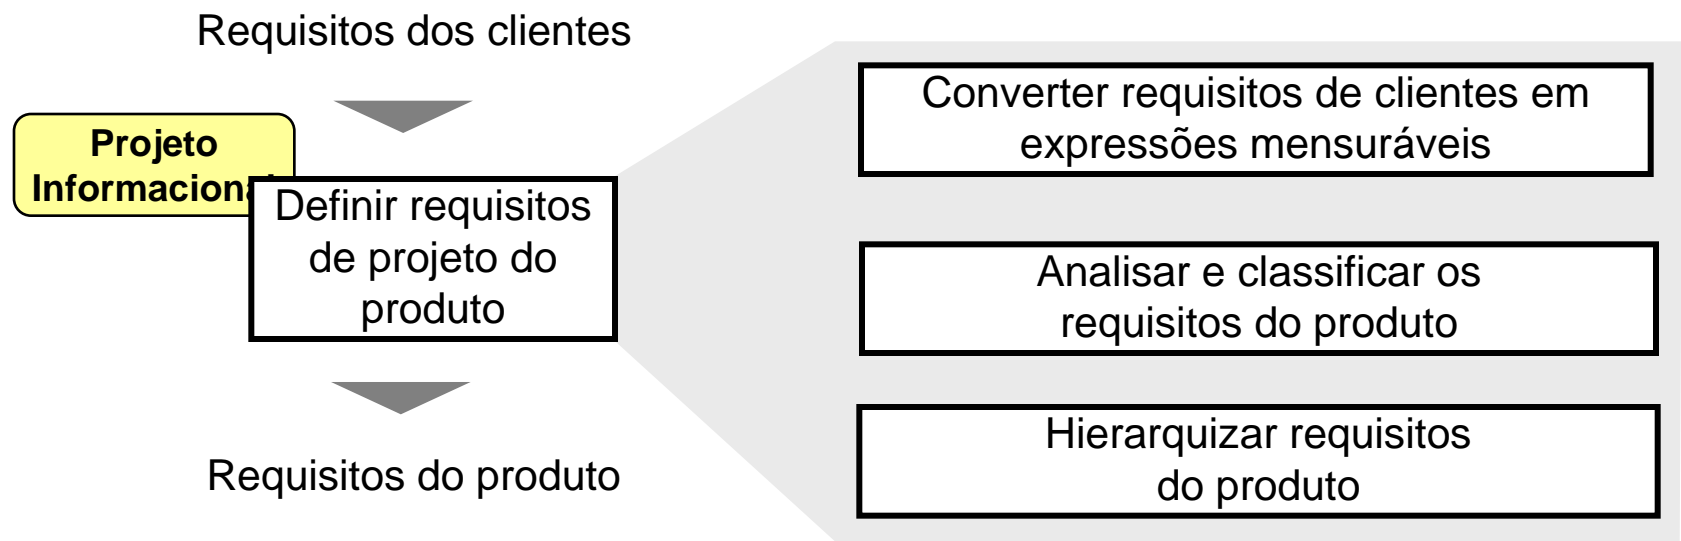 Requisitos dos clientes
Projeto
Informacional
Definir requisitos
de projeto do
produto
Requisitos do produto
Converter requisitos de clientes em
expressões mensuráveis
Analisar e classificar os
requisitos do produto
Hierarquizar requisitos
do produto